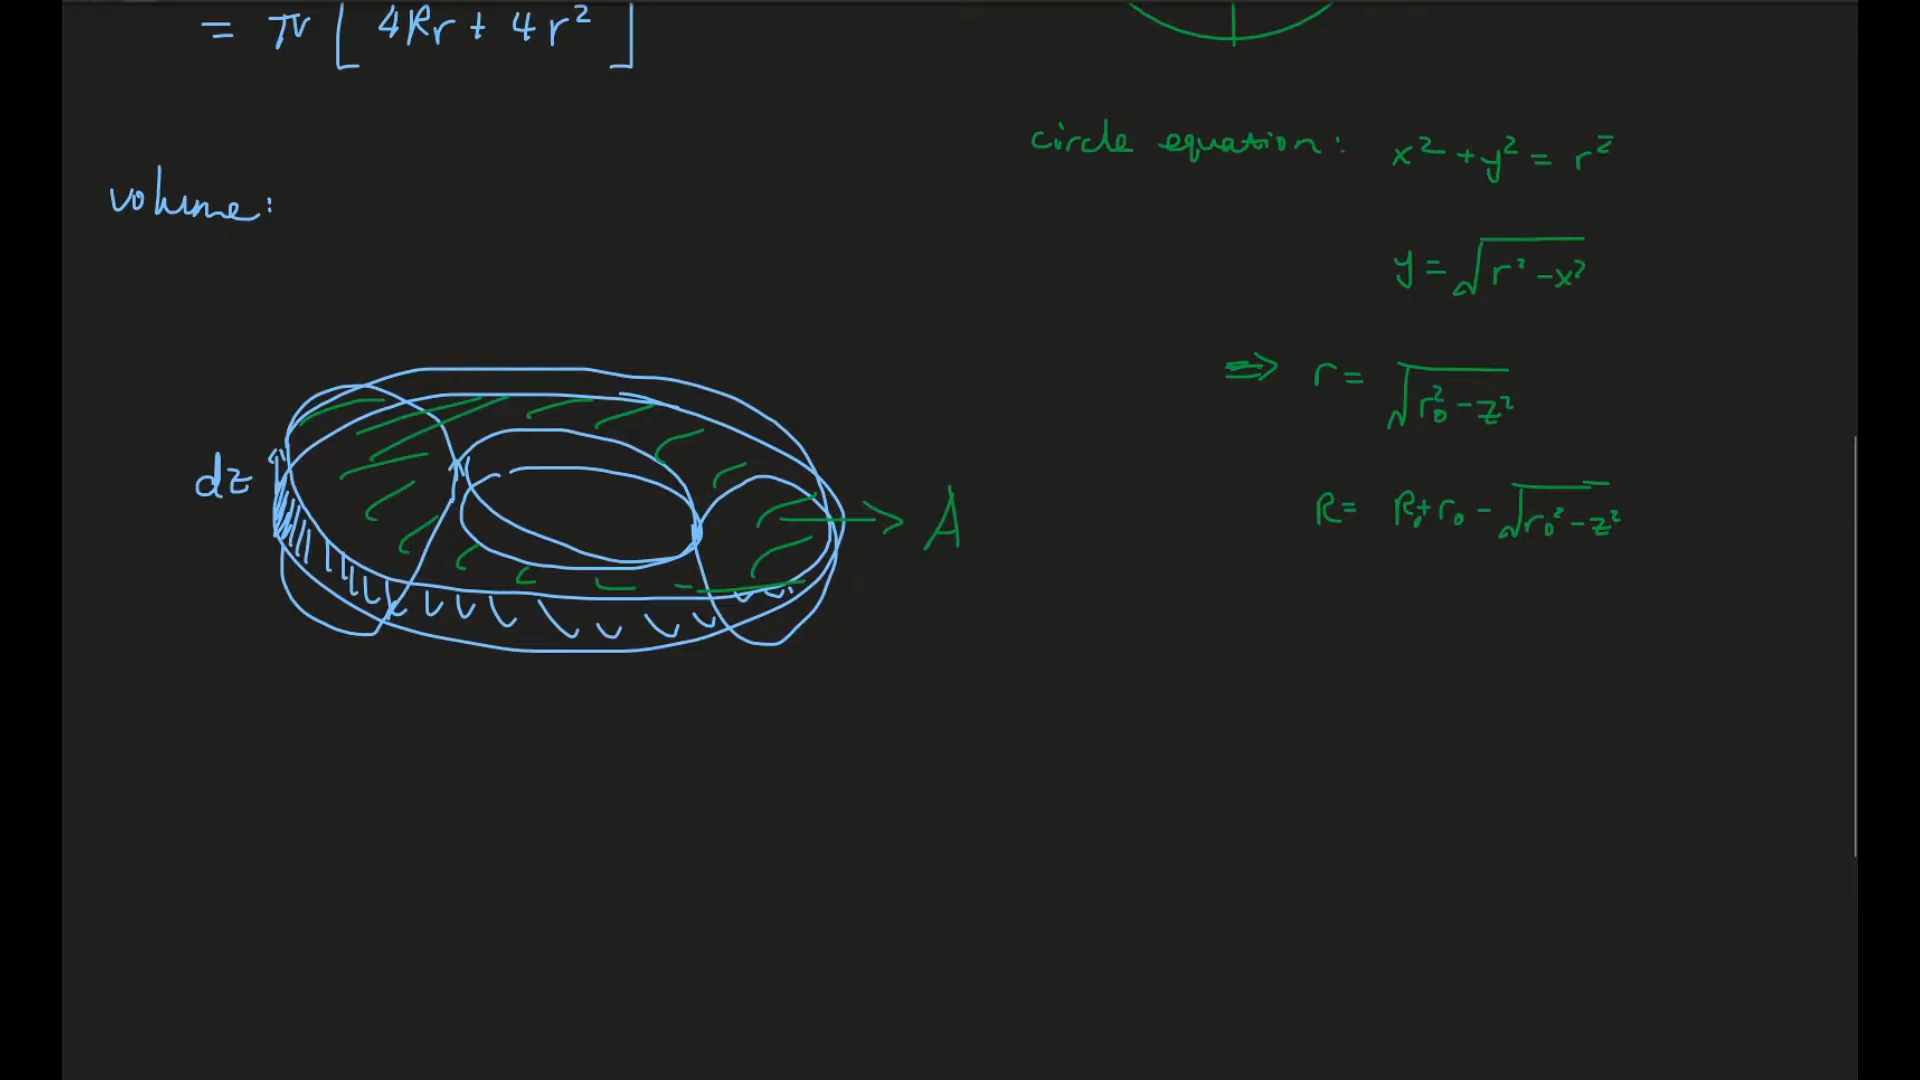 = π [ 4Rr + 4r² ]
circle equation: x² + y² = r²
volume:
y = √(r² - x²)
⇒ r = √(r₀² - z²)
dz
R = R₀ + r₀ - √(r₀² - z²)
A